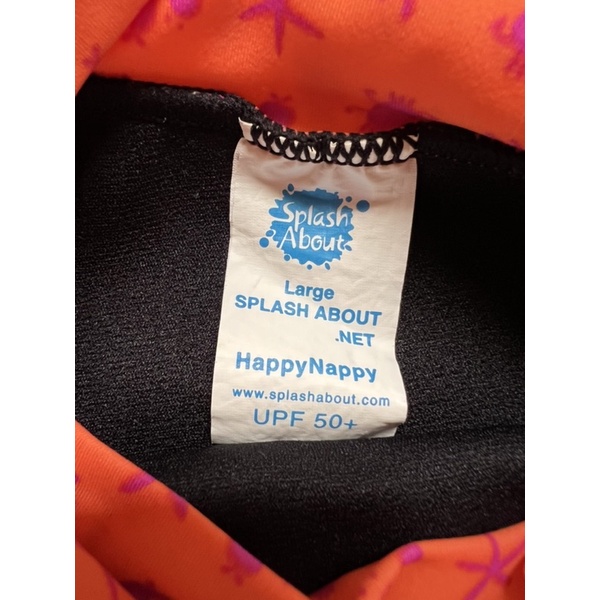 Splash
About
Large
SPLASH ABOUT
.NET
HappyNappy
www.splashabout.com
UPF 50+